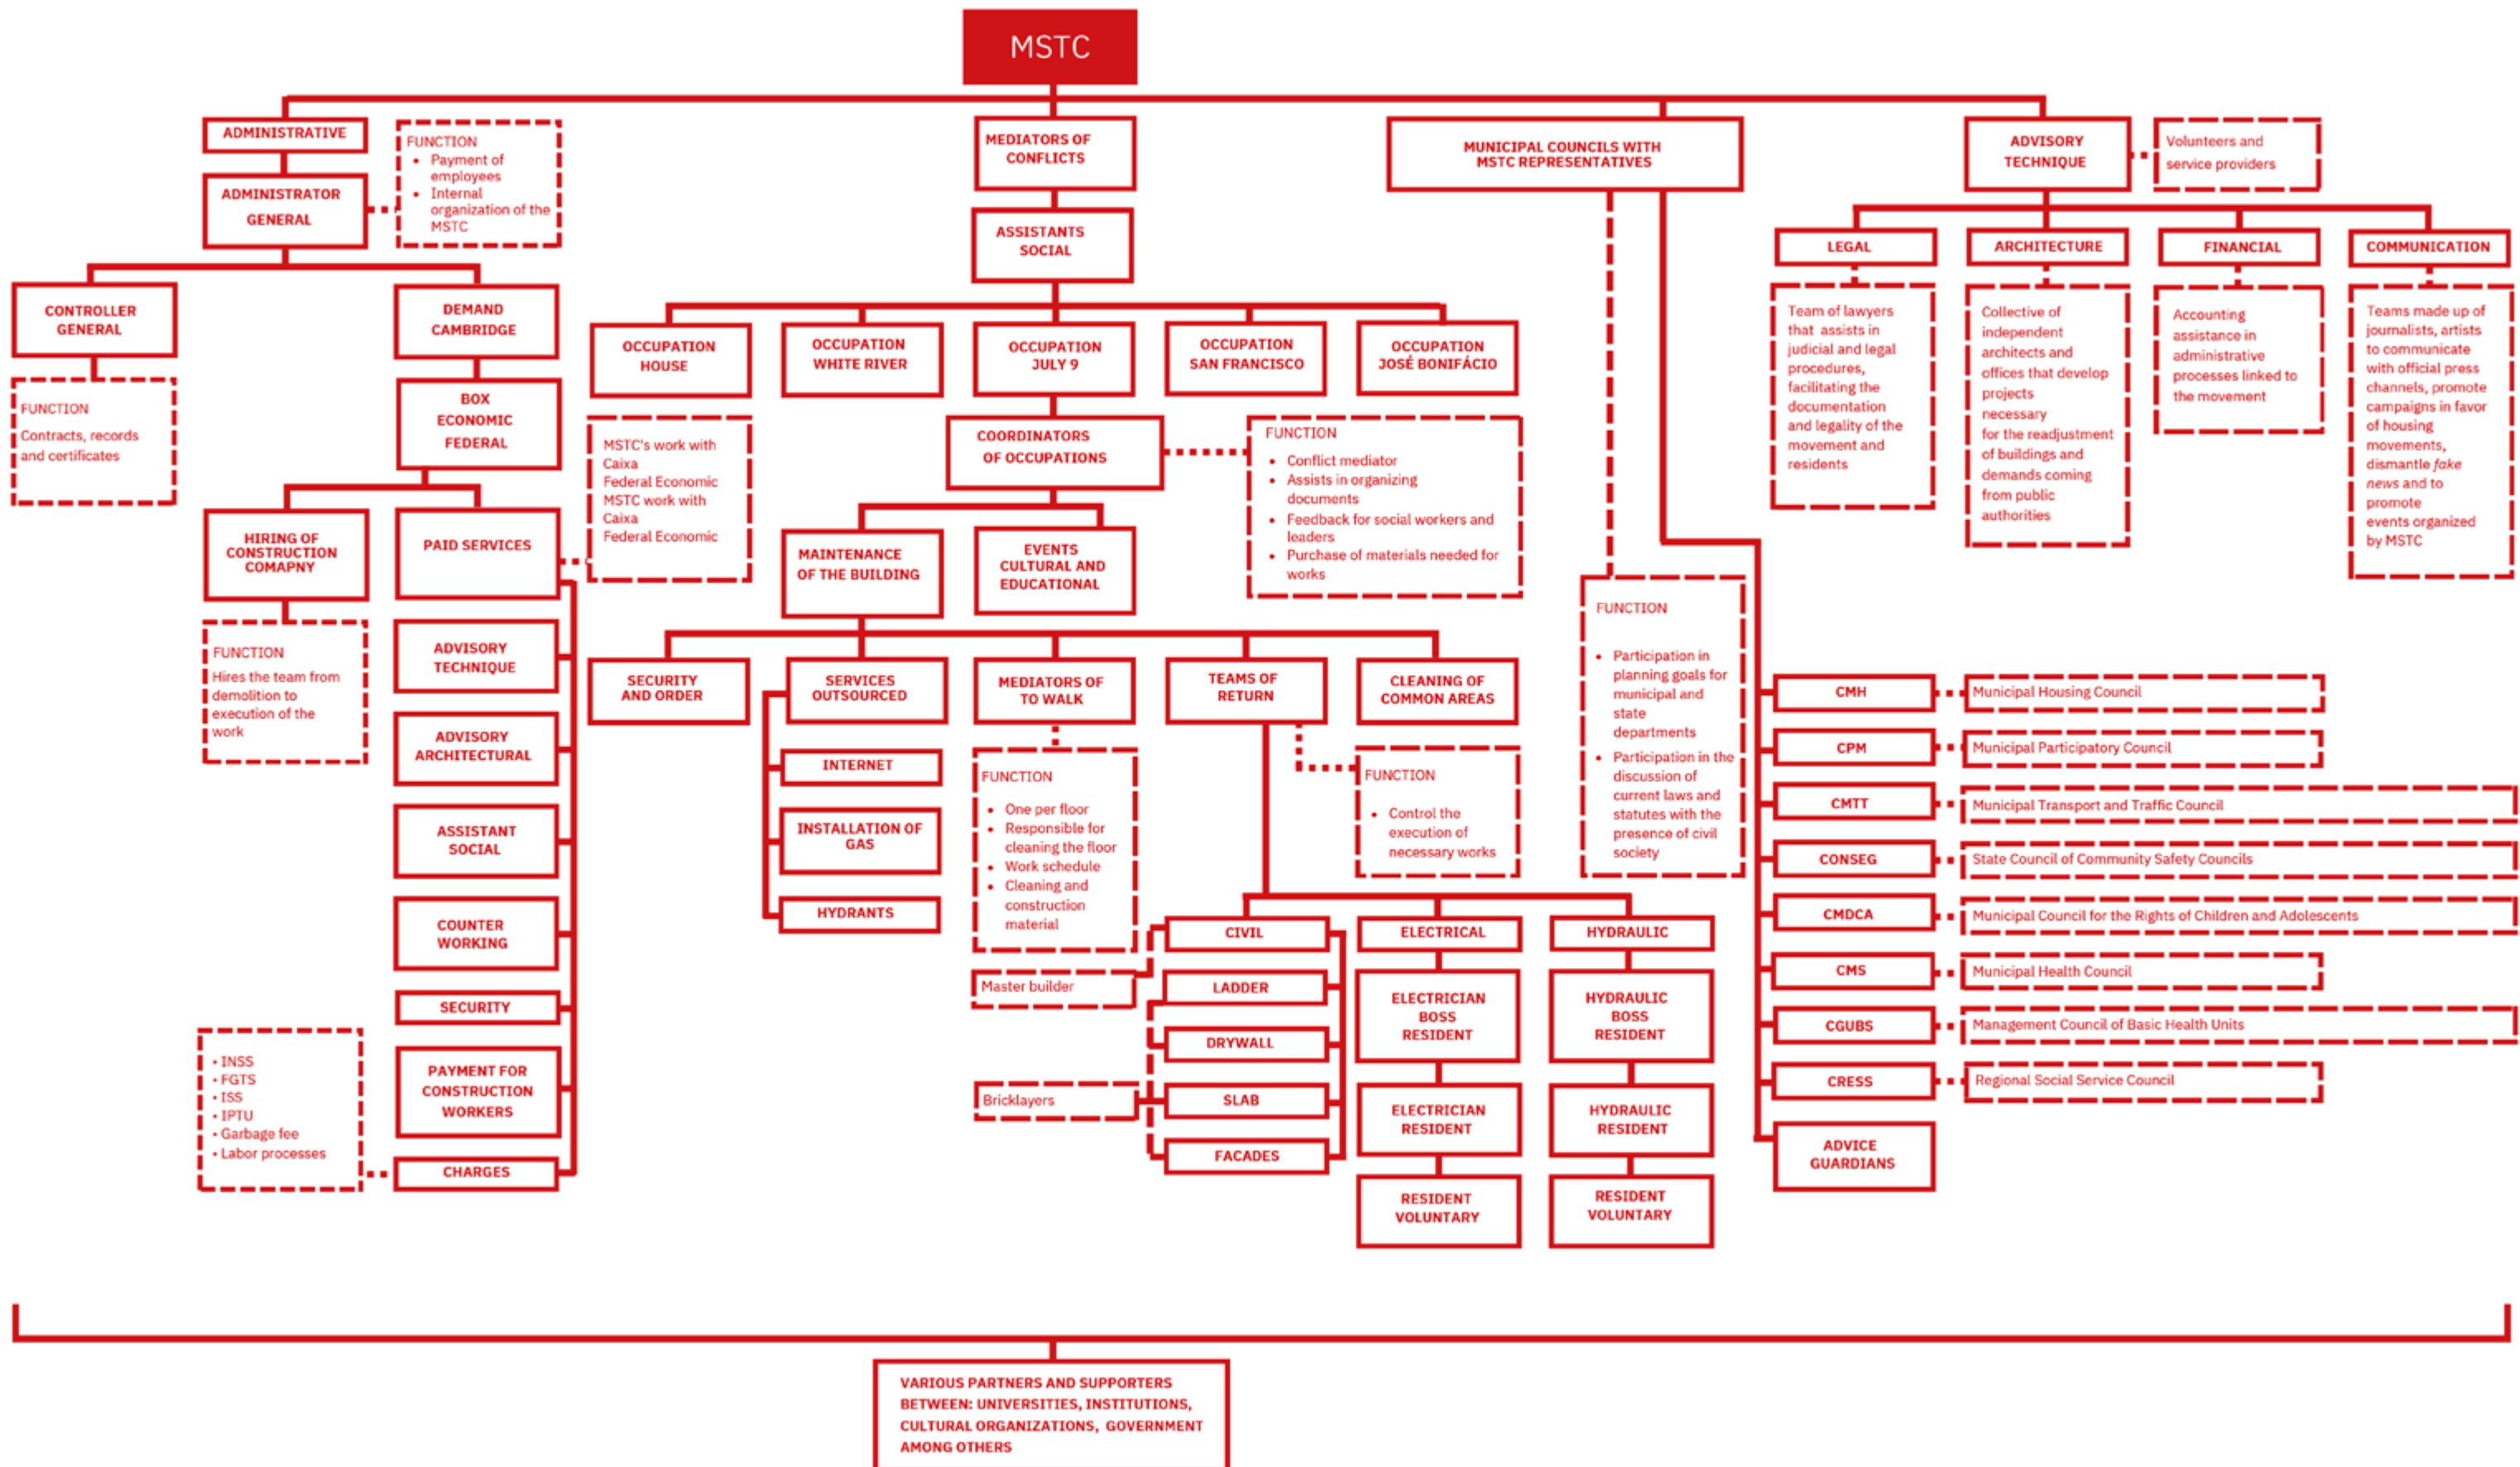 MSTC
ADMINISTRATIVE
FUNCTION
• Payment of
employees
• Internal
organization of the
MSTC
ADMINISTRATOR
GENERAL
CONTROLLER
GENERAL
FUNCTION
Contracts, records
and certificates
DEMAND
CAMBRIDGE
BOX
ECONOMIC
FEDERAL
HIRING OF
CONSTRUCTION
COMAPNY
FUNCTION
Hires the team from
demolition to
execution of the
work
PAID SERVICES
MSTC's work with
Caixa
Federal Economic
MSTC work with
Caixa
Federal Economic
ADVISORY
TECHNIQUE
ADVISORY
ARCHITECTURAL
ASSISTANT
SOCIAL
COUNTER
WORKING
SECURITY
PAYMENT FOR
CONSTRUCTION
WORKERS
CHARGES
• INSS
• FGTS
• ISS
• IPTU
• Garbage fee
• Labor processes
MEDIATORS OF
CONFLICTS
ASSISTANTS
SOCIAL
OCCUPATION
HOUSE
OCCUPATION
WHITE RIVER
OCCUPATION
JULY 9
OCCUPATION
SAN FRANCISCO
OCCUPATION
JOSÉ BONIFÁCIO
COORDINATORS
OF OCCUPATIONS
FUNCTION
• Conflict mediator
• Assists in organizing
documents
• Feedback for social workers and
leaders
• Purchase of materials needed for
works
MAINTENANCE
OF THE BUILDING
EVENTS
CULTURAL AND
EDUCATIONAL
SECURITY
AND ORDER
SERVICES
OUTSOURCED
INTERNET
INSTALLATION OF
GAS
HYDRANTS
MEDIATORS OF
TO WALK
FUNCTION
• One per floor
• Responsible for
cleaning the floor
• Work schedule
• Cleaning and
construction
material
TEAMS OF
RETURN
CLEANING OF
COMMON AREAS
FUNCTION
• Control the
execution of
necessary works
CIVIL
Master builder
LADDER
DRYWALL
Bricklayers
SLAB
FACADES
ELECTRICAL
ELECTRICIAN
BOSS
RESIDENT
ELECTRICIAN
RESIDENT
RESIDENT
VOLUNTARY
HYDRAULIC
HYDRAULIC
BOSS
RESIDENT
HYDRAULIC
RESIDENT
RESIDENT
VOLUNTARY
MUNICIPAL COUNCILS WITH
MSTC REPRESENTATIVES
FUNCTION
• Participation in
planning goals for
municipal and
state
departments
• Participation in the
discussion of
current laws and
statutes with the
presence of civil
society
CMH
Municipal Housing Council
CPM
Municipal Participatory Council
CMTT
Municipal Transport and Traffic Council
CONSEG
State Council of Community Safety Councils
CMDCA
Municipal Council for the Rights of Children and Adolescents
CMS
Municipal Health Council
CGUBS
Management Council of Basic Health Units
CRESS
Regional Social Service Council
ADVICE
GUARDIANS
ADVISORY
TECHNIQUE
Volunteers and
service providers
LEGAL
Team of lawyers
that assists in
judicial and legal
procedures,
facilitating the
documentation
and legality of the
movement and
residents
ARCHITECTURE
Collective of
independent
architects and
offices that develop
projects
necessary
for the readjustment
of buildings and
demands coming
from public
authorities
FINANCIAL
Accounting
assistance in
administrative
processes linked to
the movement
COMMUNICATION
Teams made up of
journalists, artists
to communicate
with official press
channels, promote
campaigns in favor
of housing
movements,
dismantle fake
news and to
promote
events organized
by MSTC
VARIOUS PARTNERS AND SUPPORTERS
BETWEEN: UNIVERSITIES, INSTITUTIONS,
CULTURAL ORGANIZATIONS, GOVERNMENT
AMONG OTHERS